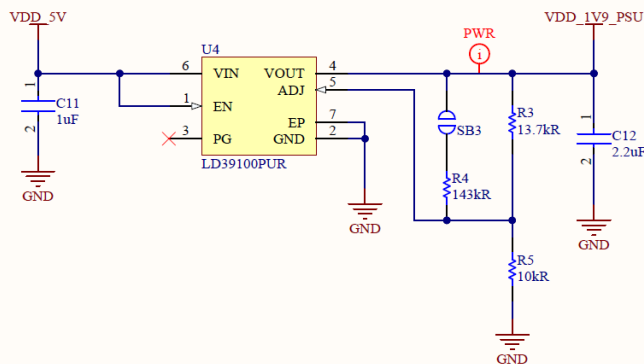 VDD_5V
VDD_1V9_PSU
PWR
i
U4
6 VIN VOUT 4
ADJ 5
1 EN
EP 7
3 PG GND 2
LD39100PUR
1
C11
1uF
2
GND
GND
SB3
R4
143kR
R3
13.7kR
1
C12
2.2uF
2
GND
R5
10kR
GND